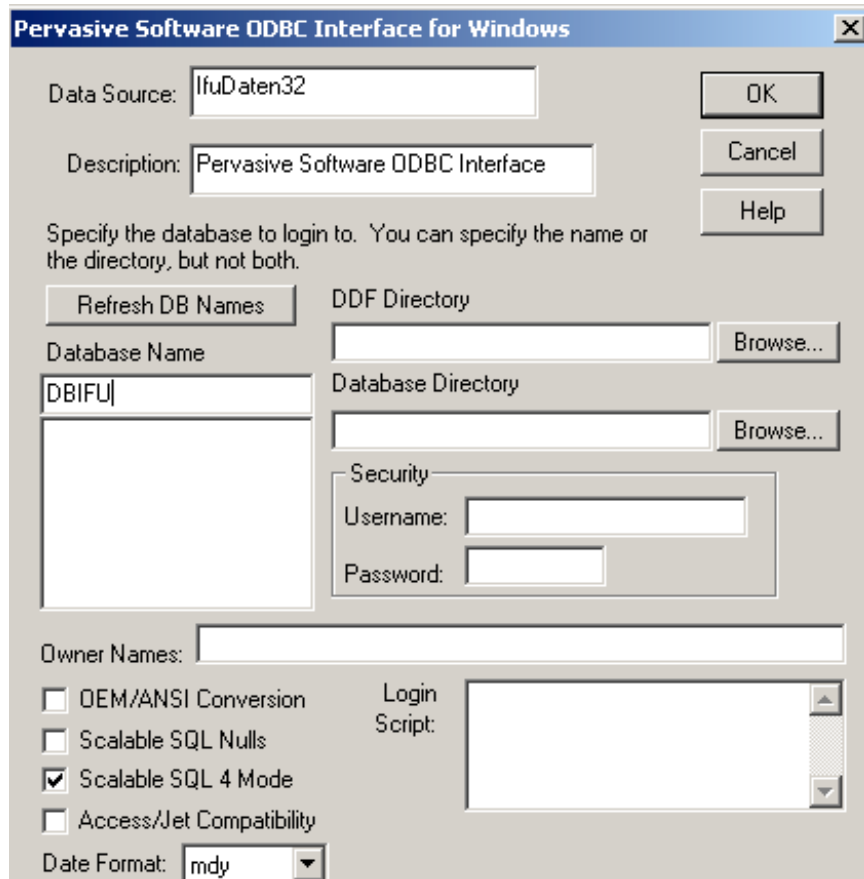 Pervasive Software ODBC Interface for Windows
Data Source: IfuDaten32
OK
Description: Pervasive Software ODBC Interface
Cancel
Help
Specify the database to login to. You can specify the name or
the directory, but not both.
Refresh DB Names
DDF Directory
Browse...
Database Name
DBIFU
Database Directory
Browse...
Security
Username:
Password:
Owner Names:
OEM/ANSI Conversion
Scalable SQL Nulls
Scalable SQL 4 Mode
Access/Jet Compatibility
Login
Script:
Date Format: mdy